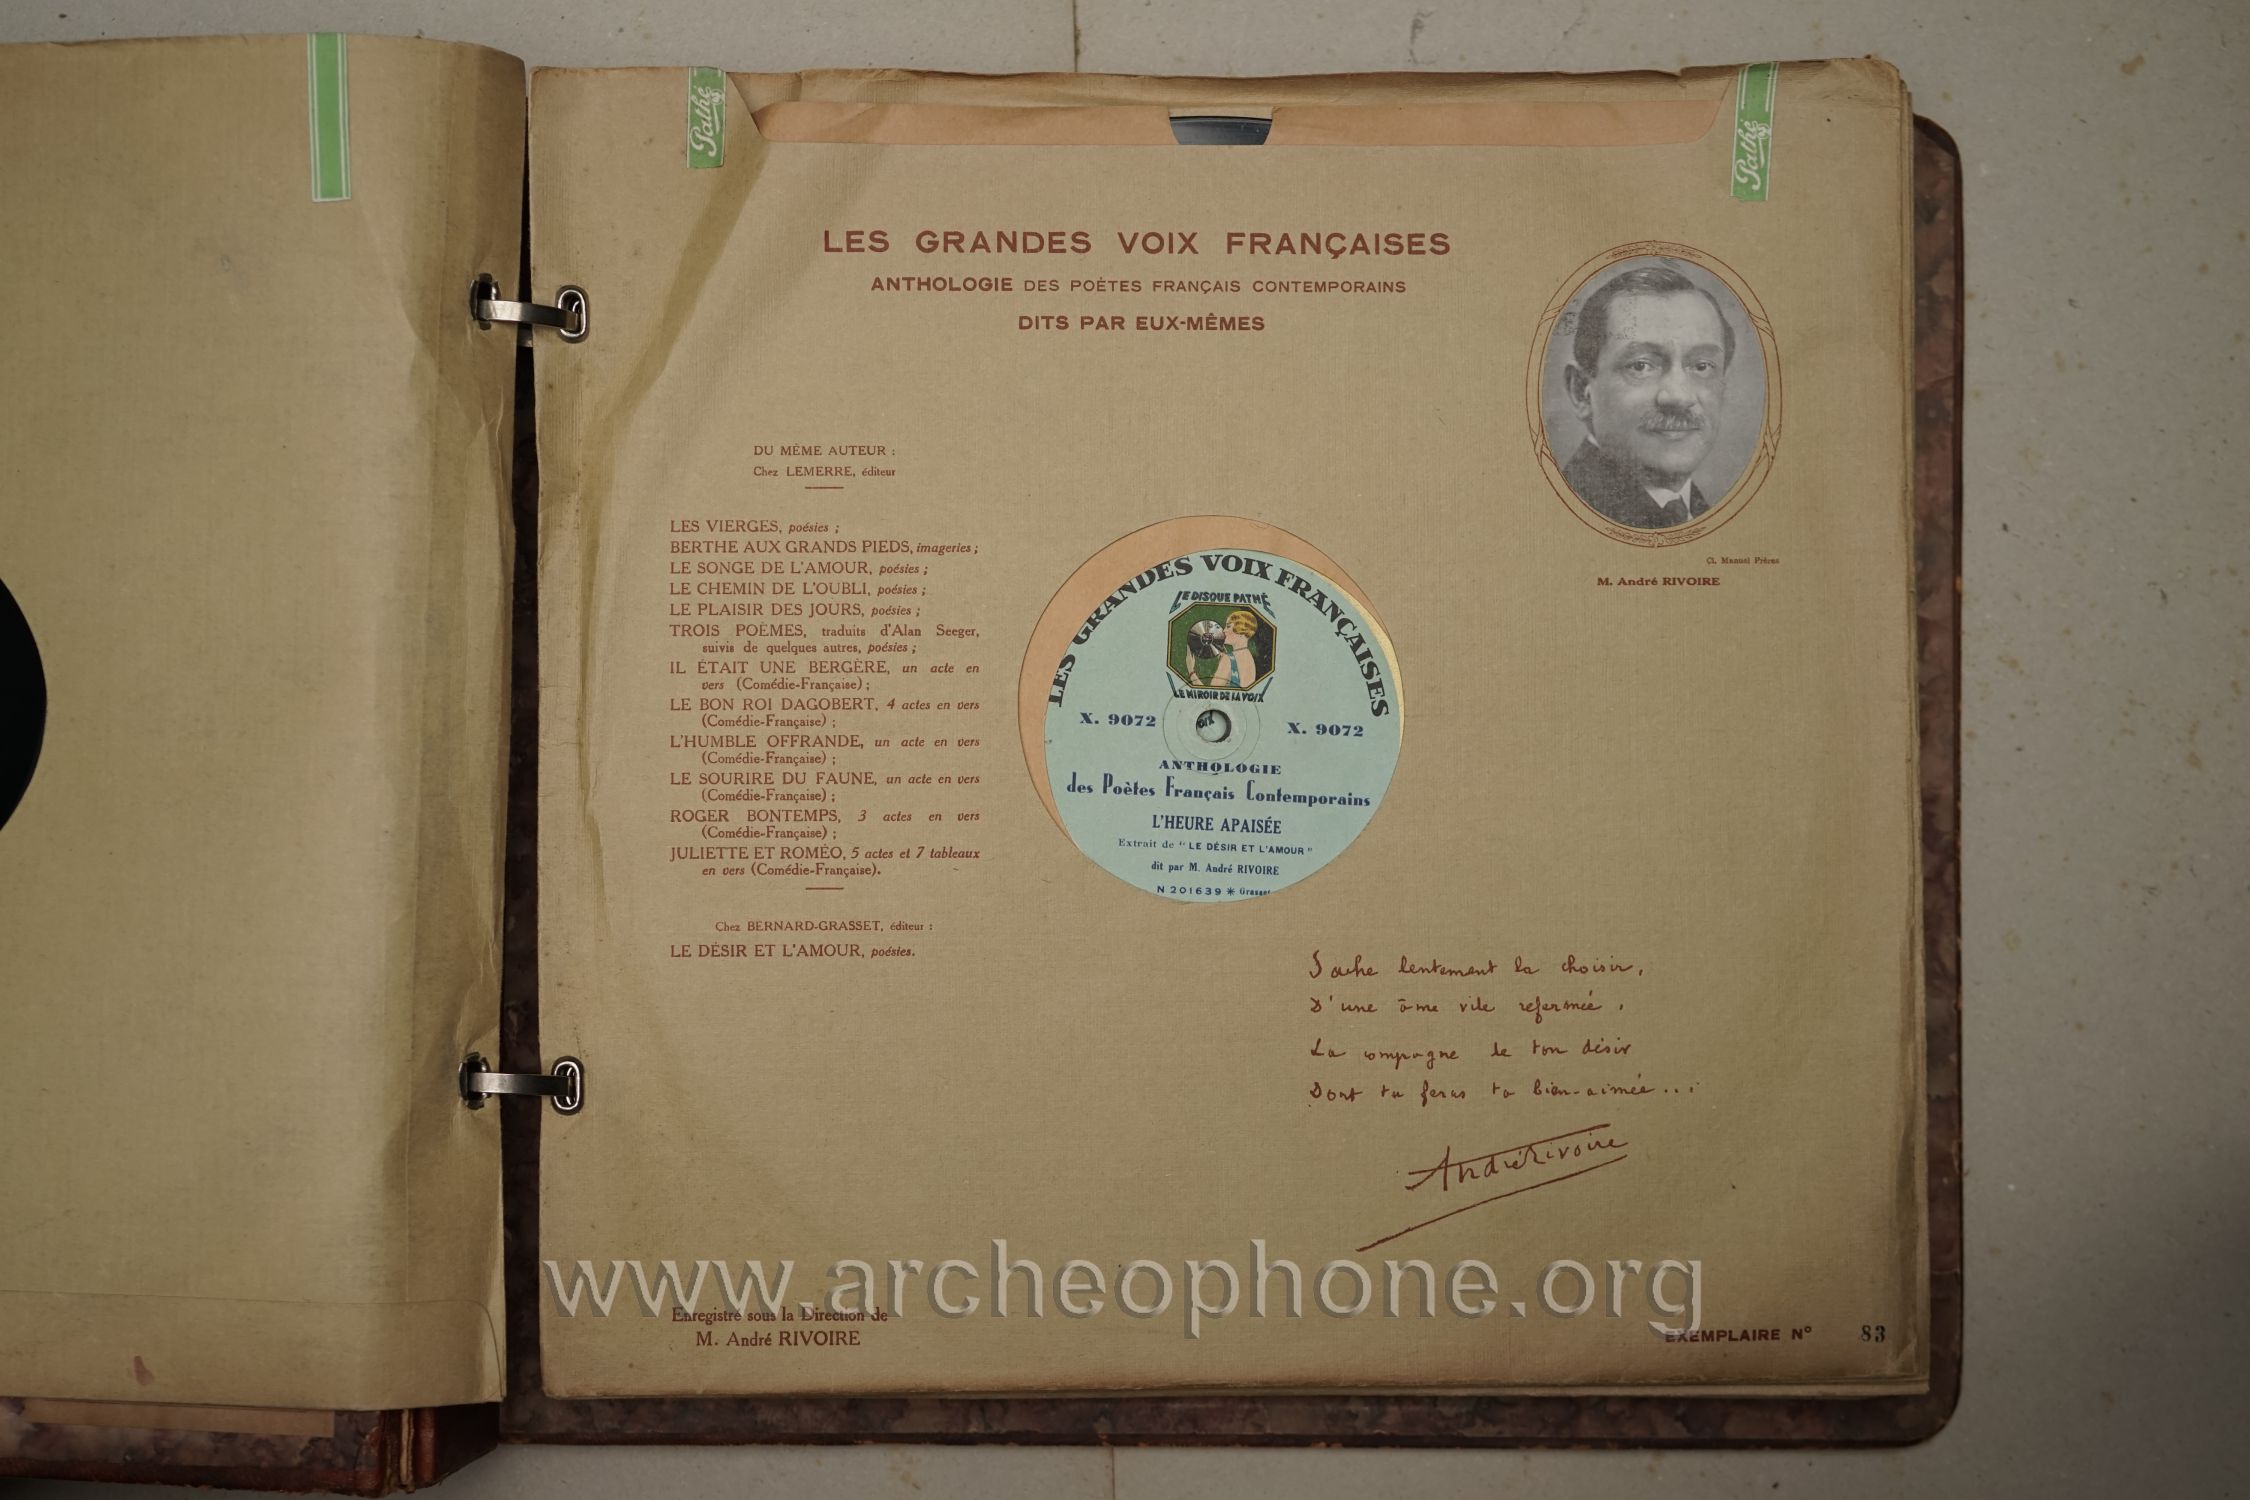 Pathé
Pathé
LES GRANDES VOIX FRANÇAISES
ANTHOLOGIE DES POÈTES FRANÇAIS CONTEMPORAINS
DITS PAR EUX-MÊMES
Cl. Manuel Frères
M. André RIVOIRE
DU MÊME AUTEUR :
Chez LEMERRE, éditeur
LES VIERGES, poésies ;
BERTHE AUX GRANDS PIEDS, imageries ;
LE SONGE DE L'AMOUR, poésies ;
LE CHEMIN DE L'OUBLI, poésies ;
LE PLAISIR DES JOURS, poésies ;
TROIS POÈMES, traduits d'Alan Seeger,
suivis de quelques autres, poésies ;
IL ÉTAIT UNE BERGÈRE, un acte en
vers (Comédie-Française) ;
LE BON ROI DAGOBERT, 4 actes en vers
(Comédie-Française) ;
L'HUMBLE OFFRANDE, un acte en vers
(Comédie-Française) ;
LE SOURIRE DU FAUNE, un acte en vers
(Comédie-Française) ;
ROGER BONTEMPS, 3 actes en vers
(Comédie-Française) ;
JULIETTE ET ROMÉO, 5 actes et 7 tableaux
en vers (Comédie-Française).
Chez BERNARD-GRASSET, éditeur :
LE DÉSIR ET L'AMOUR, poésies.
LES GRANDES VOIX FRANÇAISES
LE DISQUE PATHÉ
LE MIROIR DE LA VOIX
X. 9072 X. 9072
ANTHOLOGIE
des Poètes Français Contemporains
L'HEURE APAISÉE
Extrait de "LE DÉSIR ET L'AMOUR"
dit par M. André RIVOIRE
N 201639 * Grasset
Sache lentement la choisir,
D'une âme vite refermée,
La compagne de ton désir
Dont tu feras ta bien-aimée...
André Rivoire
www.archeophone.org
Enregistré sous la Direction de
M. André RIVOIRE
EXEMPLAIRE N° 83